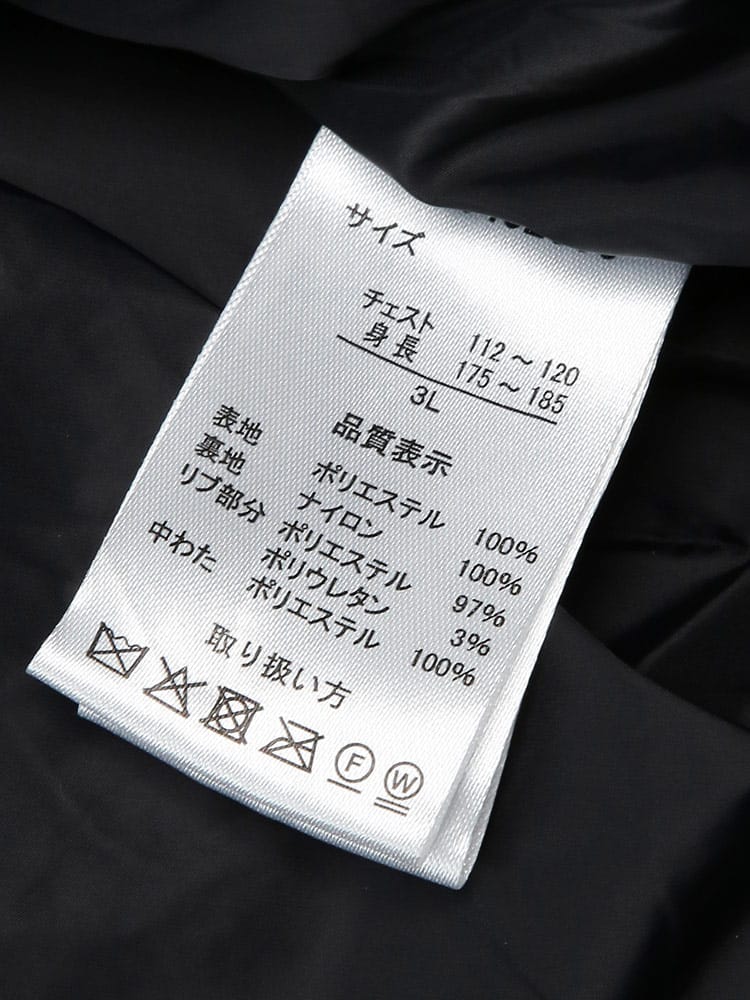 サイズ
チェスト 112～120
身長 175～185
3L
品質表示
表地 ポリエステル 100%
裏地 ナイロン 100%
リブ部分 ポリエステル 97%
ポリウレタン 3%
中わた ポリエステル 100%
取り扱い方
F W